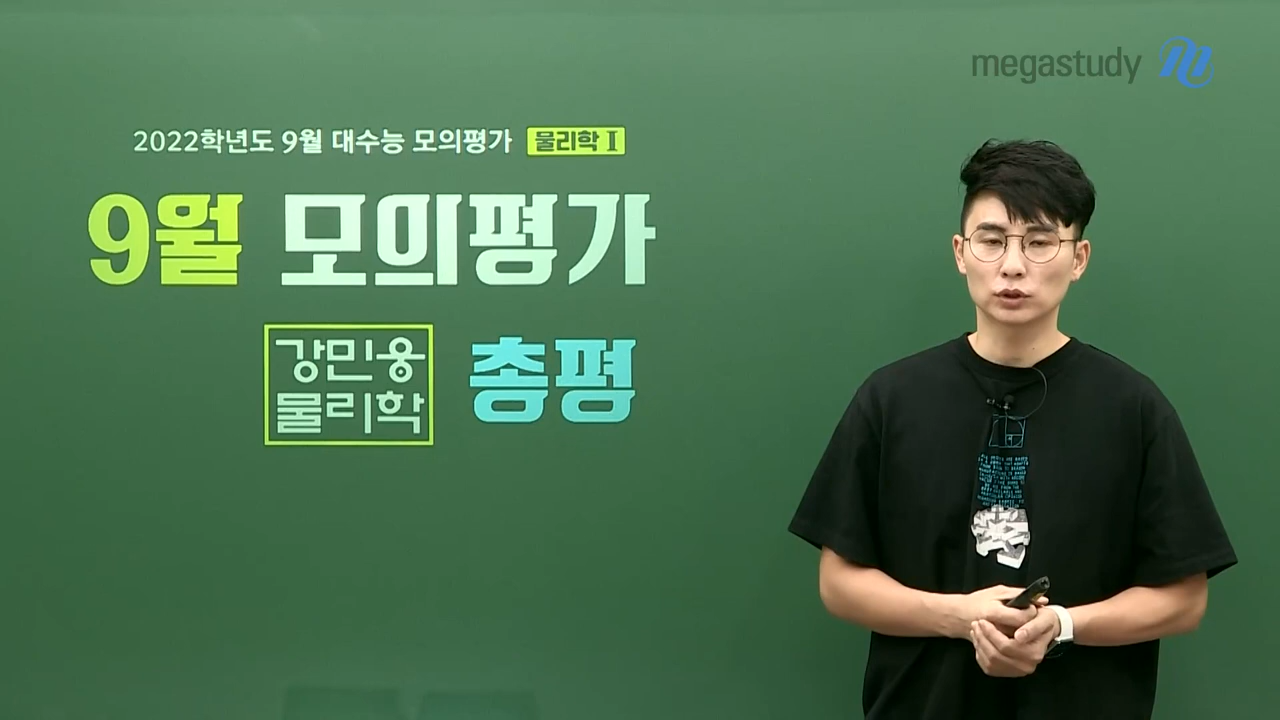 megastudy
2022학년도 9월 대수능 모의평가 물리학 I
9월 모의평가
강민웅
물리학
총평